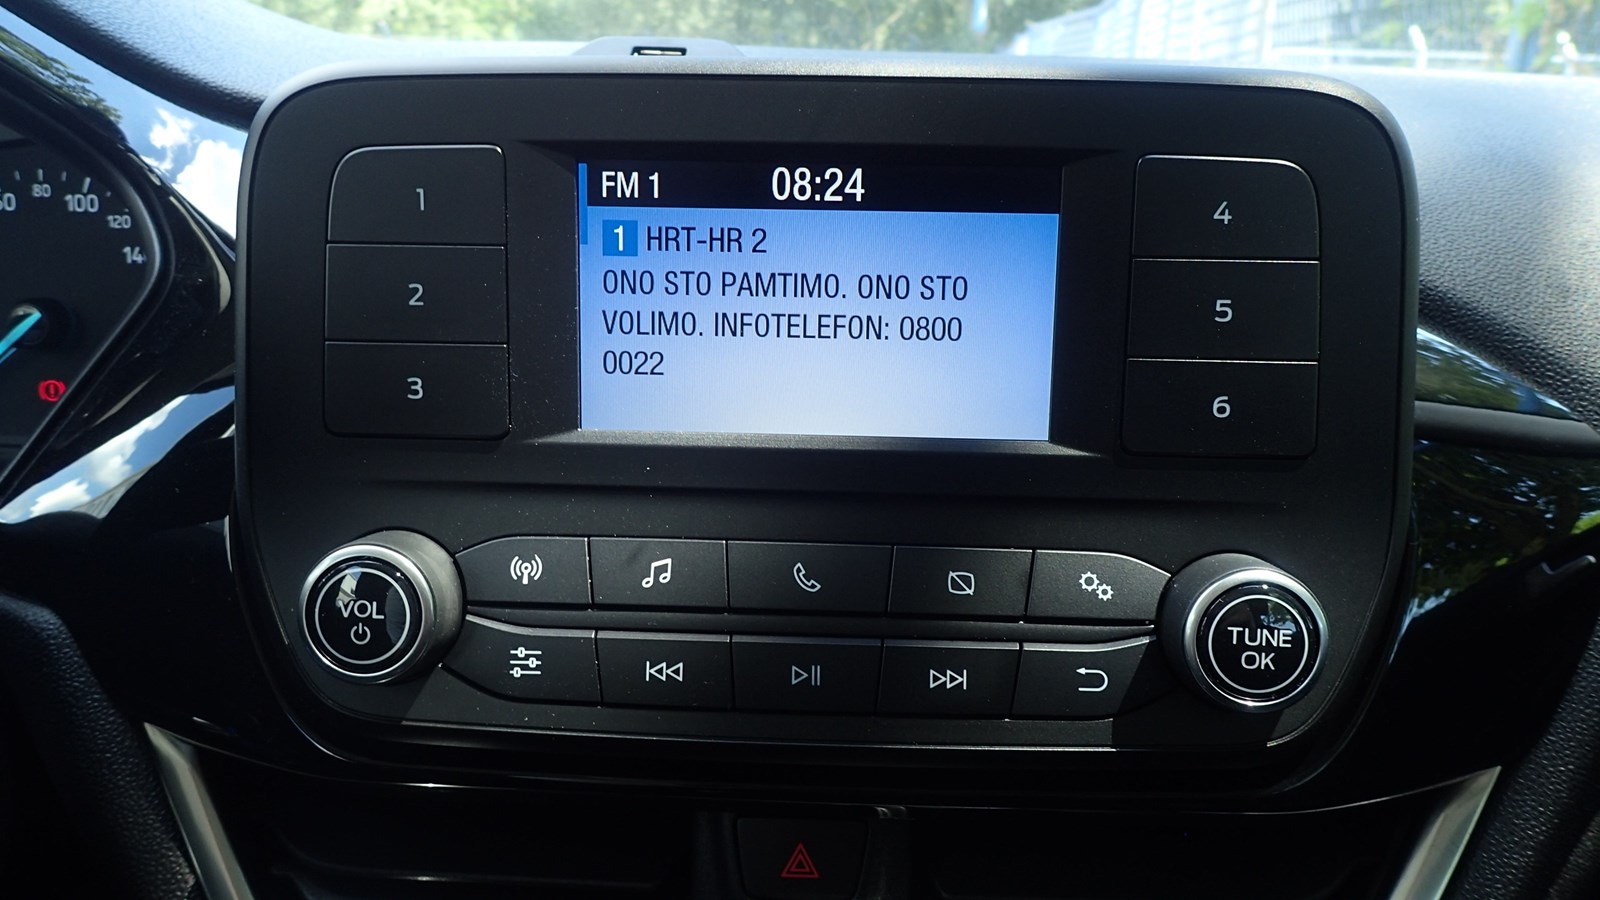 80
100
120
1
2
3
FM 1 08:24
1 HRT-HR 2
ONO STO PAMTIMO. ONO STO
VOLIMO. INFOTELEFON: 0800
0022
4
5
6
VOL
TUNE
OK